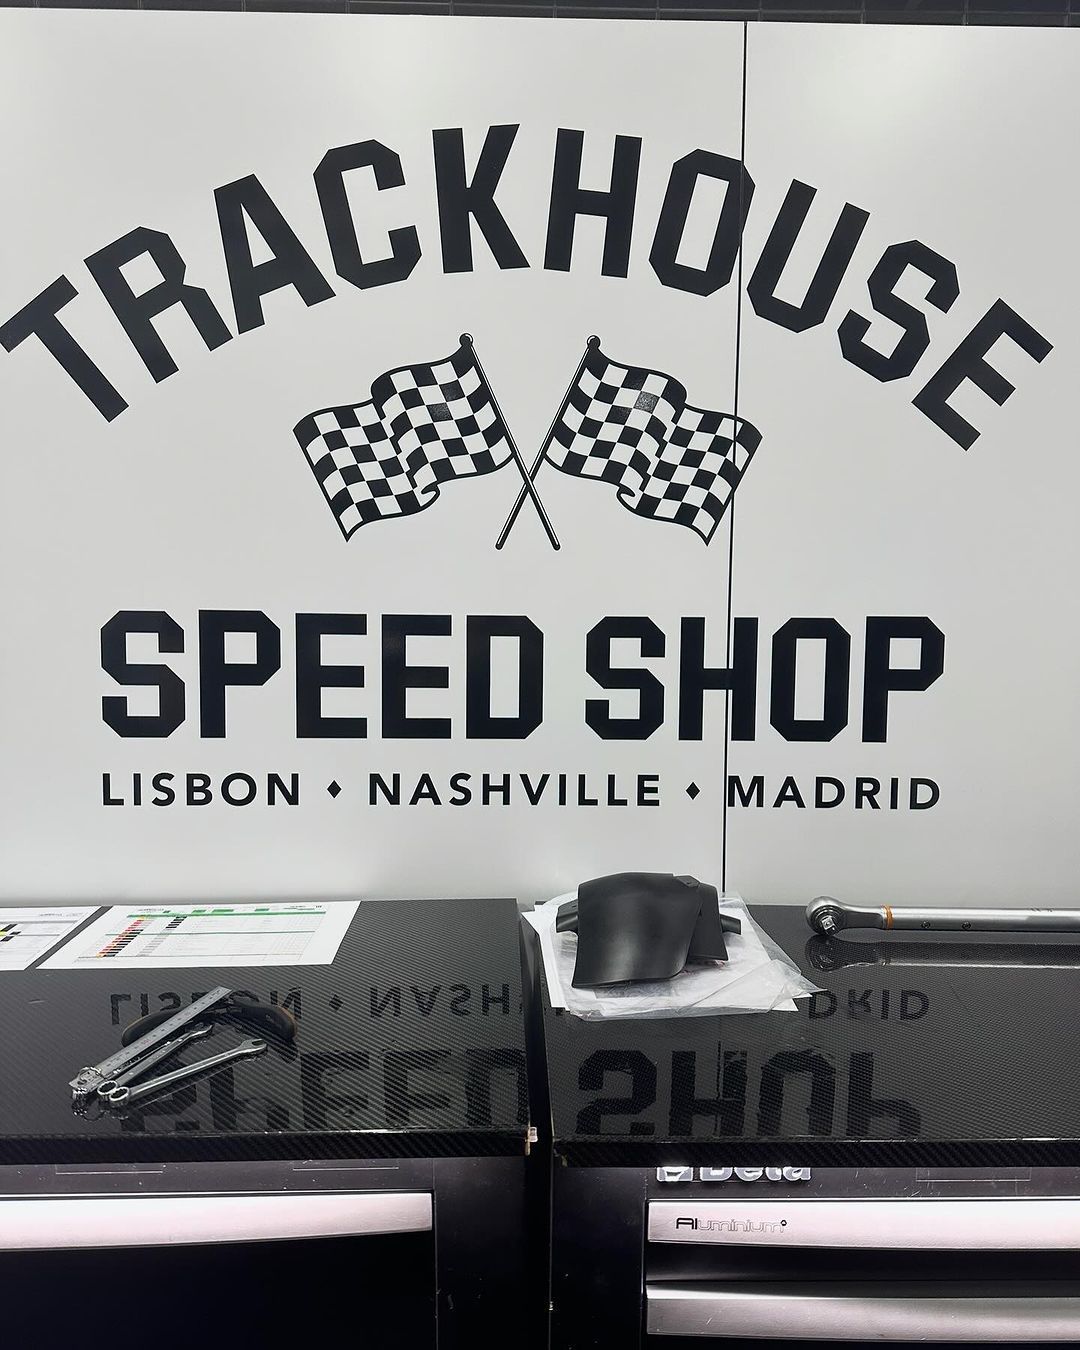 TRACKHOUSE
SPEED SHOP
LISBON ♦ NASHVILLE ♦ MADRID
Beta
Aluminium